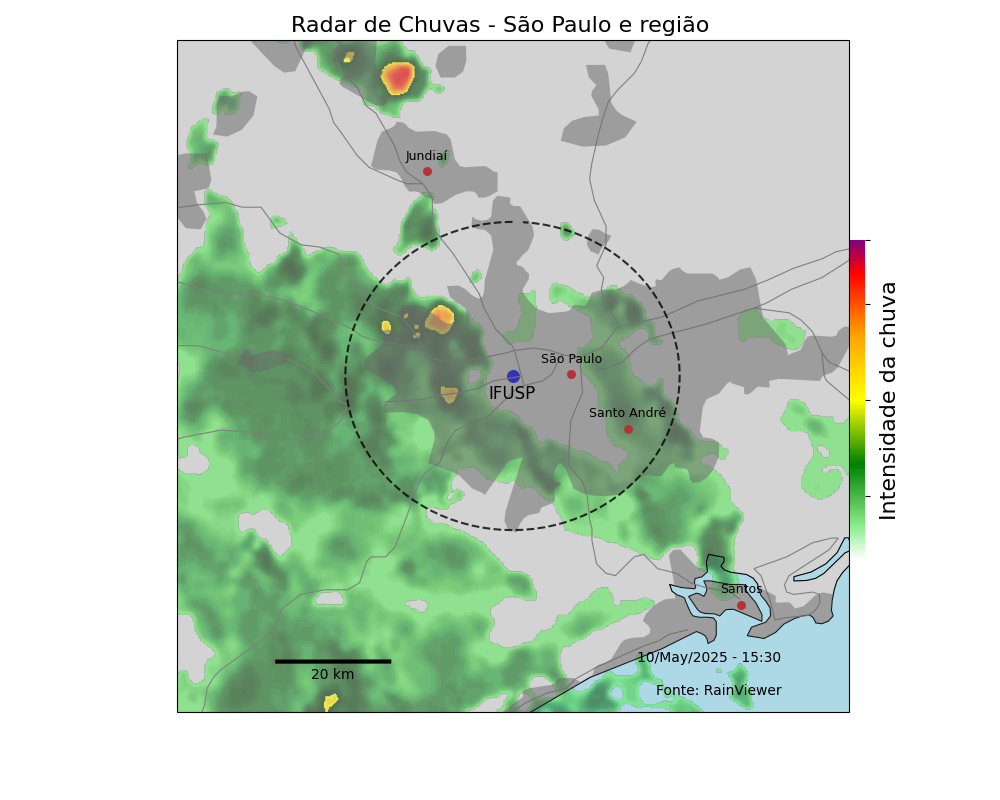 Radar de Chuvas - São Paulo e região
Jundiaí
São Paulo
IFUSP
Santo André
Intensidade da chuva
Santos
10/May/2025 - 15:30
20 km
Fonte: RainViewer